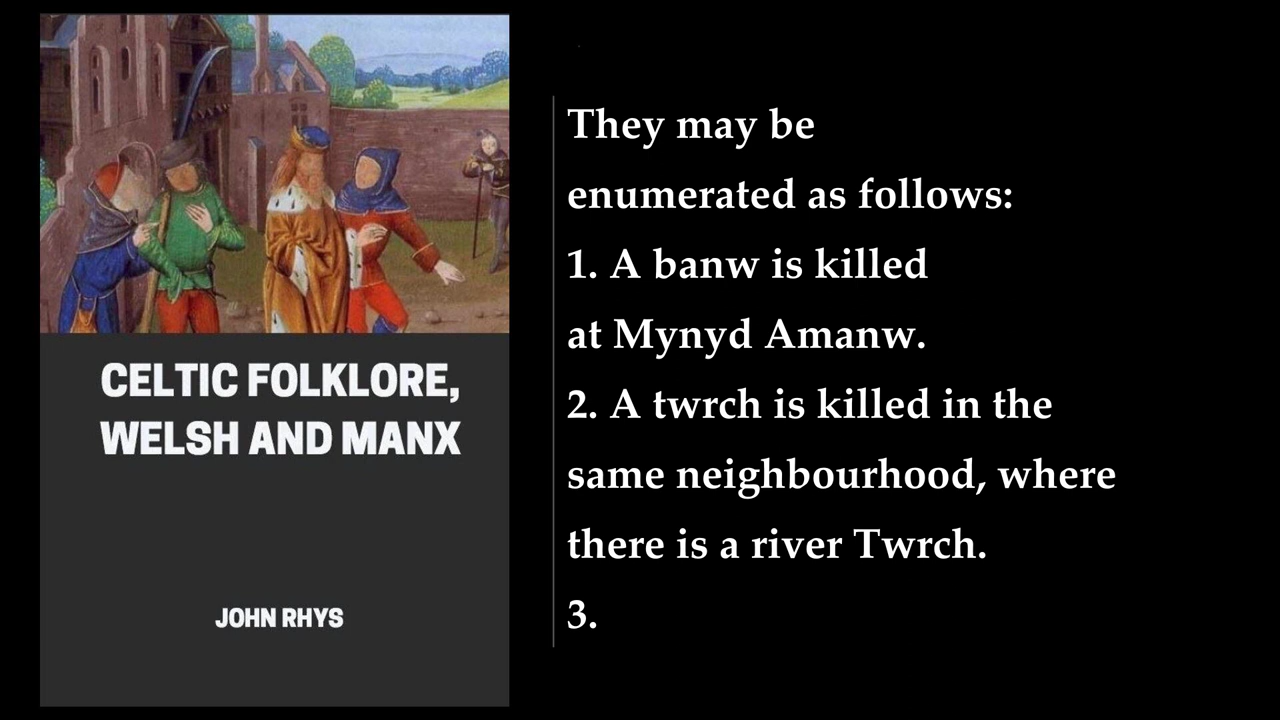 CELTIC FOLKLORE,
WELSH AND MANX
JOHN RHYS
They may be
enumerated as follows:
1. A banw is killed
at Mynyd Amanw.
2. A twrch is killed in the
same neighbourhood, where
there is a river Twrch.
3.